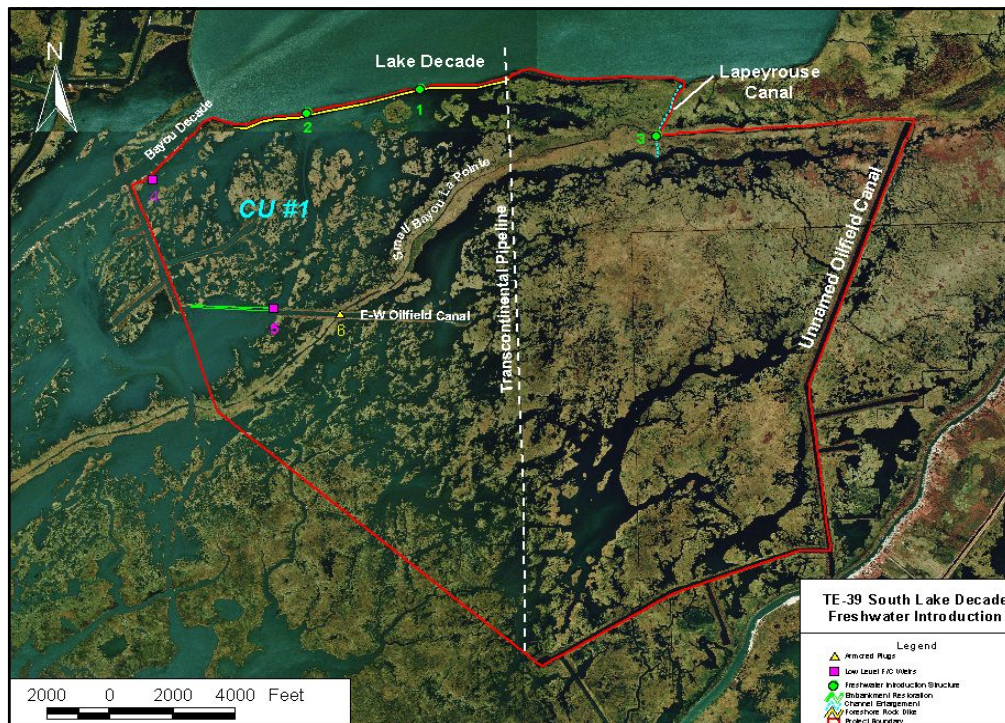 N
Lake Decade
Lapeyrouse
Canal
1
2
3
Bayou Decade
4
CU #1
Small Bayou La Pointe
Transcontinental Pipeline
Unnamed Oilfield Canal
5
6
E-W Oilfield Canal
2000 0 2000 4000 Feet
TE-39 South Lake Decade
Freshwater Introduction
Legend
Armored Plugs
Low Level F/C Weirs
Freshwater Introduction Structure
Embankment Restoration
Channel Enlargement
Foreshore Rock Dike
Project Boundary